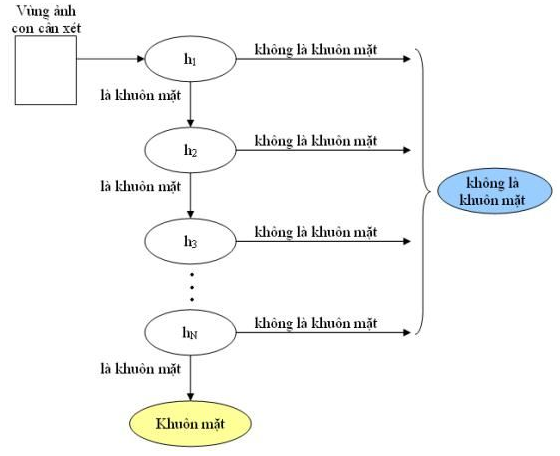 Vùng ảnh
con cần xét
h1
không là khuôn mặt
là khuôn mặt
h2
không là khuôn mặt
là khuôn mặt
không là
khuôn mặt
h3
không là khuôn mặt
hN
không là khuôn mặt
là khuôn mặt
Khuôn mặt